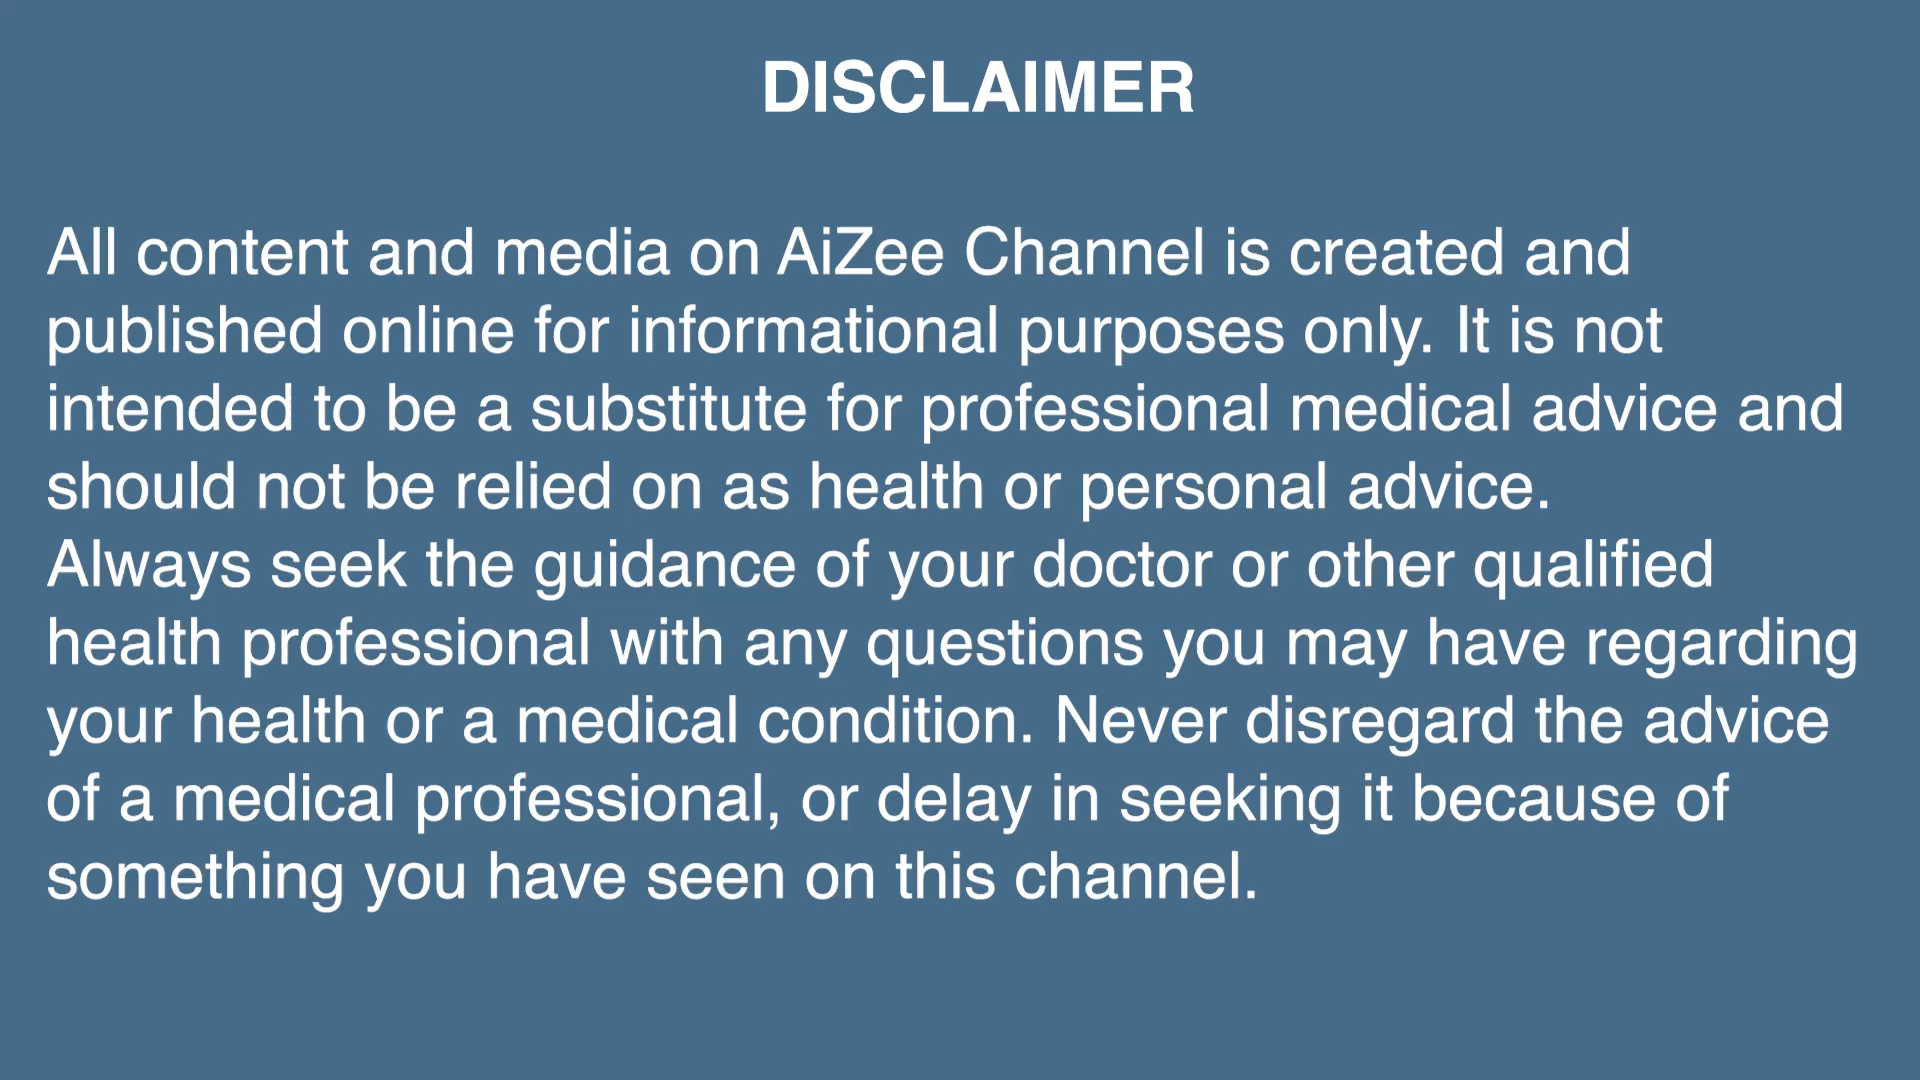 DISCLAIMER
All content and media on AiZee Channel is created and
published online for informational purposes only. It is not
intended to be a substitute for professional medical advice and
should not be relied on as health or personal advice.
Always seek the guidance of your doctor or other qualified
health professional with any questions you may have regarding
your health or a medical condition. Never disregard the advice
of a medical professional, or delay in seeking it because of
something you have seen on this channel.